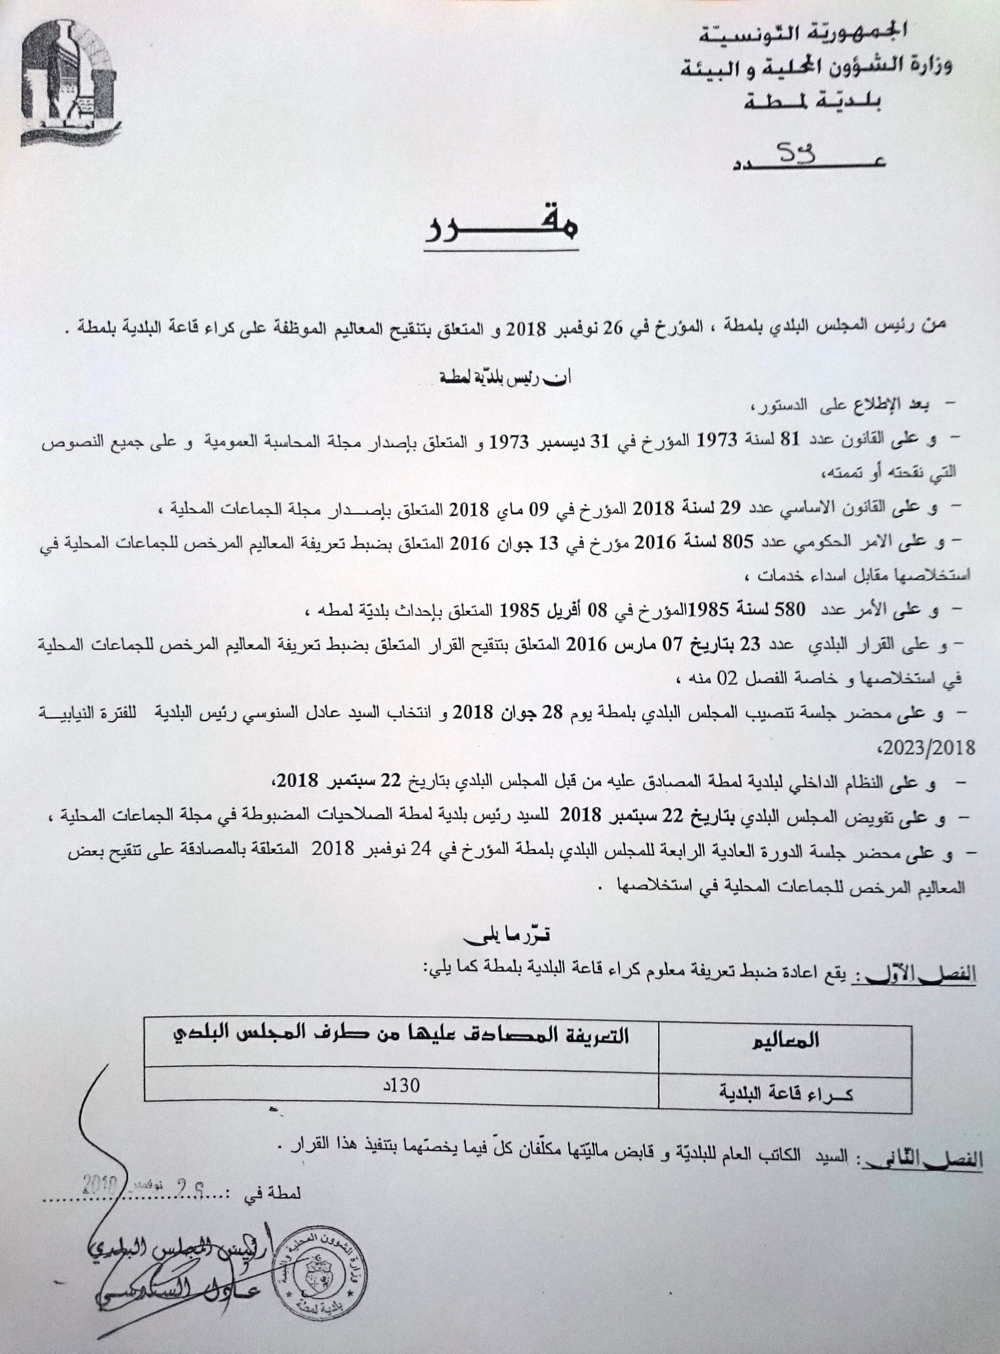 الجمهوريّة التّونسيّة
وزارة الشؤون المحلية و البيئة
بلديّة لمطة
عـــدد 59
لمطة
مقـــرر
من رئيس المجلس البلدي بلمطة ، المؤرخ في 26 نوفمبر 2018 و المتعلق بتنقيح المعاليم الموظفة على كراء قاعة البلدية بلمطة .
ان رئيس بلديّة لمطة
– بعد الإطلاع على الدستور،
– و على القانون عدد 81 لسنة 1973 المؤرخ في 31 ديسمبر 1973 و المتعلق بإصدار مجلة المحاسبة العمومية و على جميع النصوص
التي نقحته أو تممته،
– و على القانون الاساسي عدد 29 لسنة 2018 المؤرخ في 09 ماي 2018 المتعلق بإصـــدار مجلة الجماعات المحلية ،
– و على الامر الحكومي عدد 805 لسنة 2016 مؤرخ في 13 جوان 2016 المتعلق بضبط تعريفة المعاليم المرخص للجماعات المحلية في
استخلاصها مقابل اسداء خدمات ،
– و على الأمر عدد 580 لسنة 1985المؤرخ في 08 أفريل 1985 المتعلق بإحداث بلديّة لمطه ،
– و على القرار البلدي عدد 23 بتاريخ 07 مارس 2016 المتعلق بتنقيح القرار المتعلق بضبط تعريفة المعاليم المرخص للجماعات المحلية
في استخلاصها و خاصة الفصل 02 منه ،
– و على محضر جلسة تنصيب المجلس البلدي بلمطة يوم 28 جوان 2018 و انتخاب السيد عادل السنوسي رئيس البلدية للفترة النيابيـــة
2023/2018،
– و على النظام الداخلي لبلدية لمطة المصادق عليه من قبل المجلس البلدي بتاريخ 22 سبتمبر 2018،
– و على تفويض المجلس البلدي بتاريخ 22 سبتمبر 2018 للسيد رئيس بلدية لمطة الصلاحيات المضبوطة في مجلة الجماعات المحلية ،
– و على محضر جلسة الدورة العادية الرابعة للمجلس البلدي بلمطة المؤرخ في 24 نوفمبر 2018 المتعلقة بالمصادقة على تنقيح بعض
المعاليم المرخص للجماعات المحلية في استخلاصها .
قرّر ما يلي
الفصل الأوّل : يقع اعادة ضبط تعريفة معلوم كراء قاعة البلدية بلمطة كما يلي:
المعاليم التعريفة المصادق عليها من طرف المجلس البلدي
كـــراء قاعة البلدية 130د
الفصل الثّاني : السيد الكاتب العام للبلديّة و قابض ماليّتها مكلّفان كلّ فيما يخصّهما بتنفيذ هذا القرار .
لمطة في :.... نوفمبر 2018
رئيس المجلس البلدي
عادل السنوسي
وزارة الشؤون المحلية والبيئة
بلدية لمطة